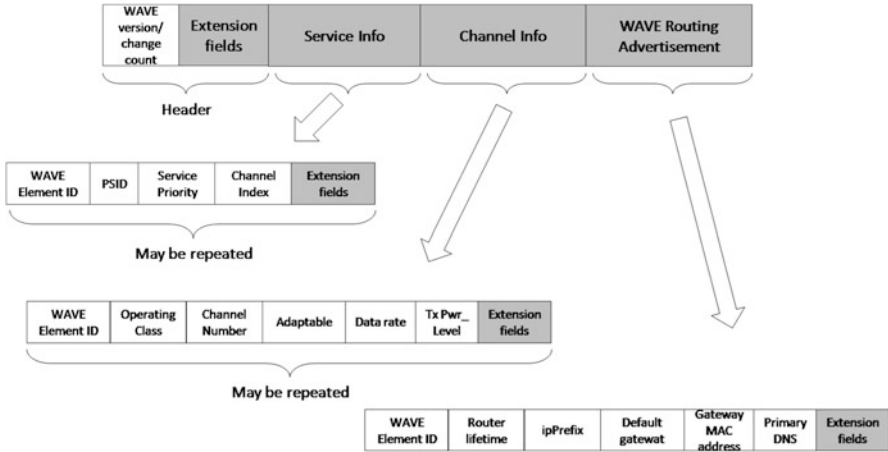 WAVE
version/
change
count
Extension
fields
Service Info
Channel Info
WAVE Routing
Advertisement
Header
WAVE
Element ID
PSID
Service
Priority
Channel
Index
Extension
fields
May be repeated
WAVE
Element ID
Operating
Class
Channel
Number
Adaptable
Data rate
Tx Pwr_
Level
Extension
fields
May be repeated
WAVE
Element ID
Router
lifetime
ipPrefix
Default
gatewat
Gateway
MAC
address
Primary
DNS
Extension
fields